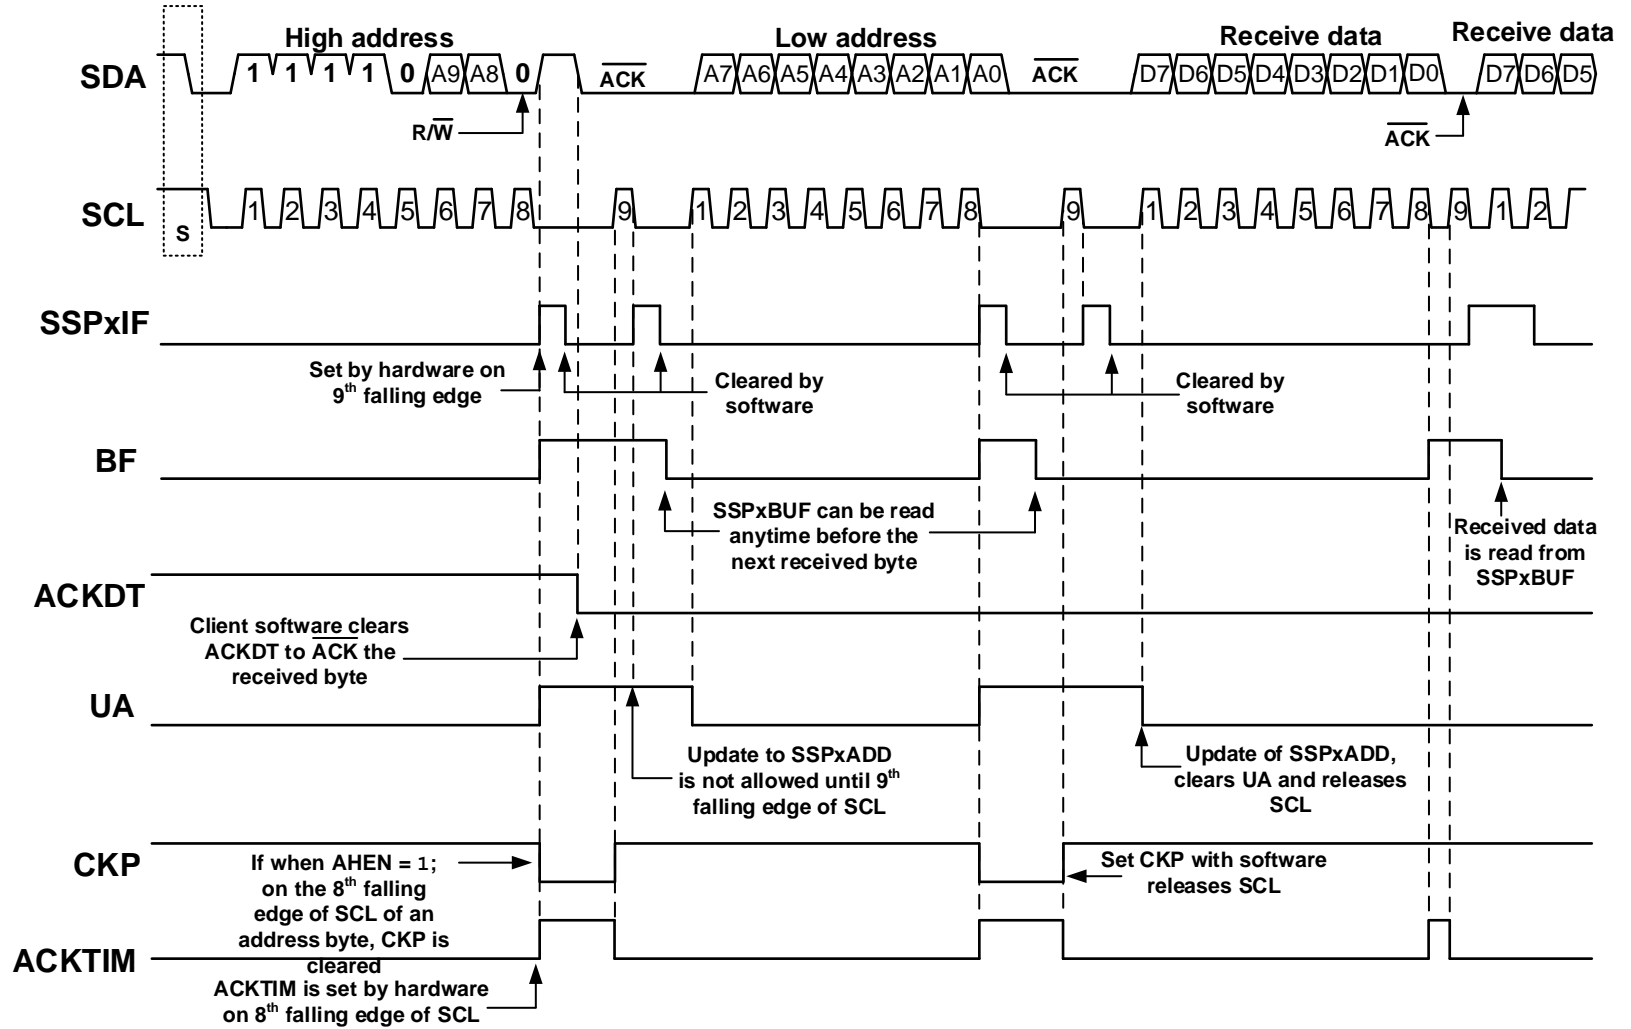 High address Low address Receive data Receive data
SDA 1 1 1 1 0 A9 A8 0 ACK A7 A6 A5 A4 A3 A2 A1 A0 ACK D7 D6 D5 D4 D3 D2 D1 D0 D7 D6 D5
R/W ACK
SCL 1 2 3 4 5 6 7 8 9 1 2 3 4 5 6 7 8 9 1 2 3 4 5 6 7 8 9 1 2
S
SSPxIF
Set by hardware on
9th falling edge
Cleared by
software
Cleared by
software
BF
SSPxBUF can be read
anytime before the
next received byte
Received data
is read from
SSPxBUF
ACKDT
Client software clears
ACKDT to ACK the
received byte
UA
Update to SSPxADD
is not allowed until 9th
falling edge of SCL
Update of SSPxADD,
clears UA and releases
SCL
CKP
If when AHEN = 1;
on the 8th falling
edge of SCL of an
address byte, CKP is
cleared
Set CKP with software
releases SCL
ACKTIM
ACKTIM is set by hardware
on 8th falling edge of SCL